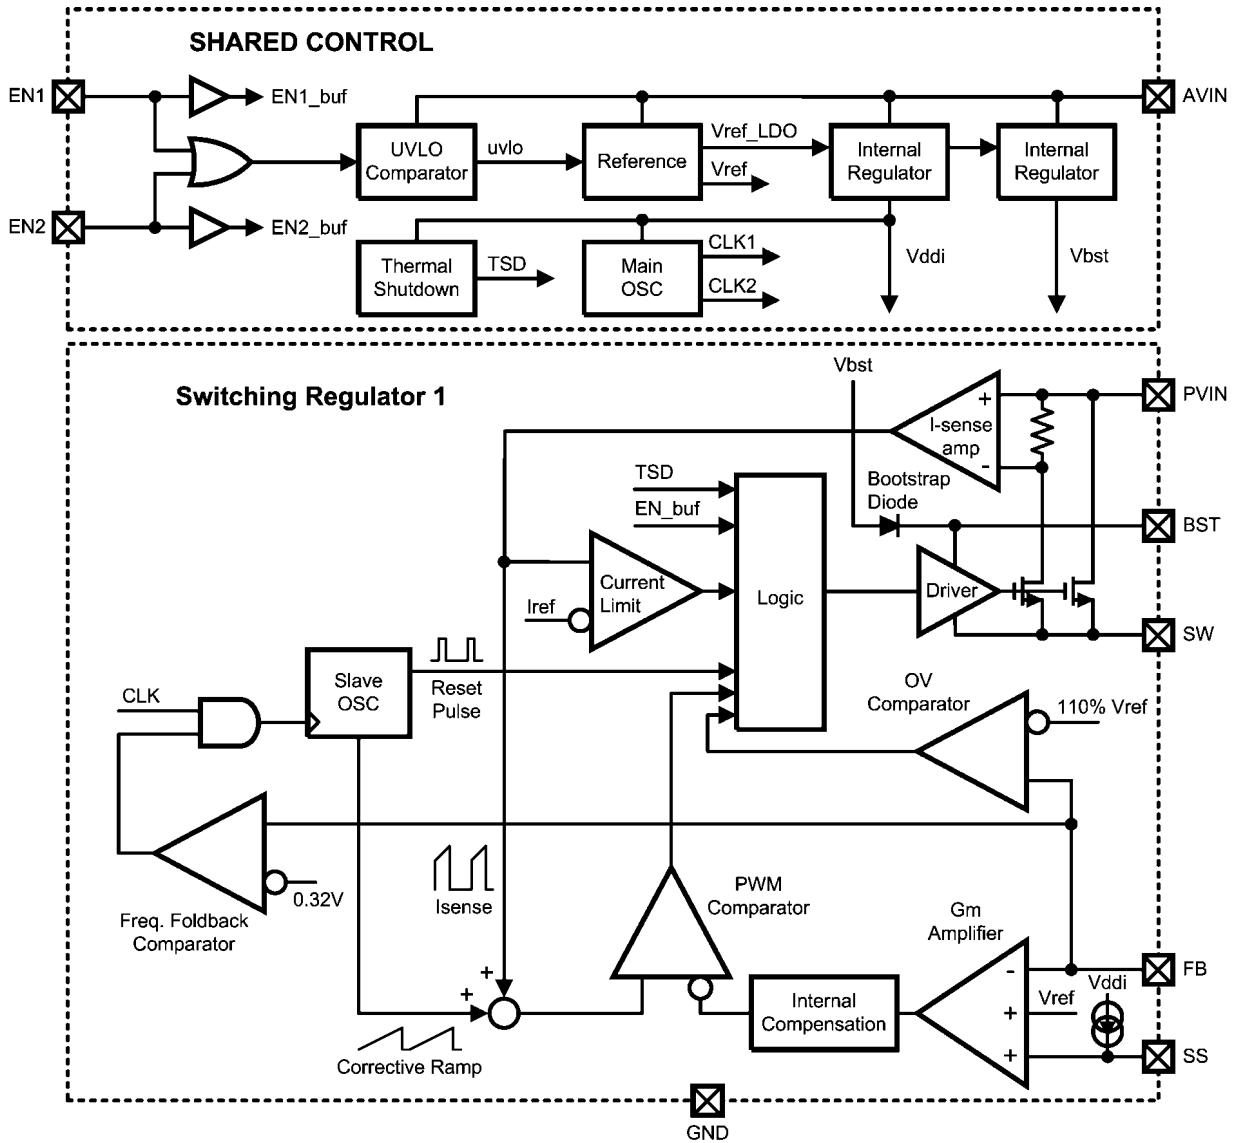 SHARED CONTROL
EN1
EN1_buf
AVIN
UVLO
Comparator
uvlo
Reference
Vref_LDO
Vref
Internal
Regulator
Internal
Regulator
EN2
EN2_buf
Thermal
Shutdown
TSD
Main
OSC
CLK1
CLK2
Vddi
Vbst
Switching Regulator 1
Vbst
PVIN
+
I-sense
amp
-
TSD
EN_buf
Bootstrap
Diode
BST
Current
Limit
Iref
Logic
Driver
SW
CLK
Slave
OSC
Reset
Pulse
OV
Comparator
110% Vref
0.32V
Freq. Foldback
Comparator
Isense
PWM
Comparator
Gm
Amplifier
-
FB
+
+
Internal
Compensation
+
Vref
Vddi
+
SS
Corrective Ramp
GND